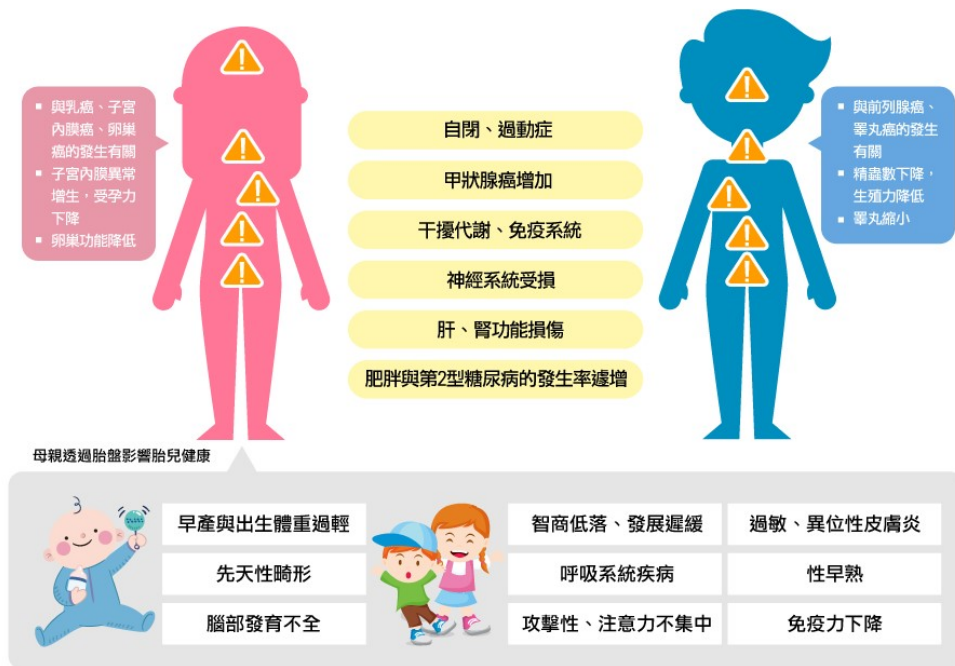 ▪ 與乳癌、子宮
內膜癌、卵巢
癌的發生有關
▪ 子宮內膜異常
增生，受孕力
下降
▪ 卵巢功能降低
自閉、過動症
甲狀腺癌增加
干擾代謝、免疫系統
神經系統受損
肝、腎功能損傷
肥胖與第2型糖尿病的發生率遽增
▪ 與前列腺癌、
睪丸癌的發生
有關
▪ 精蟲數下降，
生殖力降低
▪ 睪丸縮小
母親透過胎盤影響胎兒健康
早產與出生體重過輕
先天性畸形
腦部發育不全
智商低落、發展遲緩
呼吸系統疾病
攻擊性、注意力不集中
過敏、異位性皮膚炎
性早熟
免疫力下降